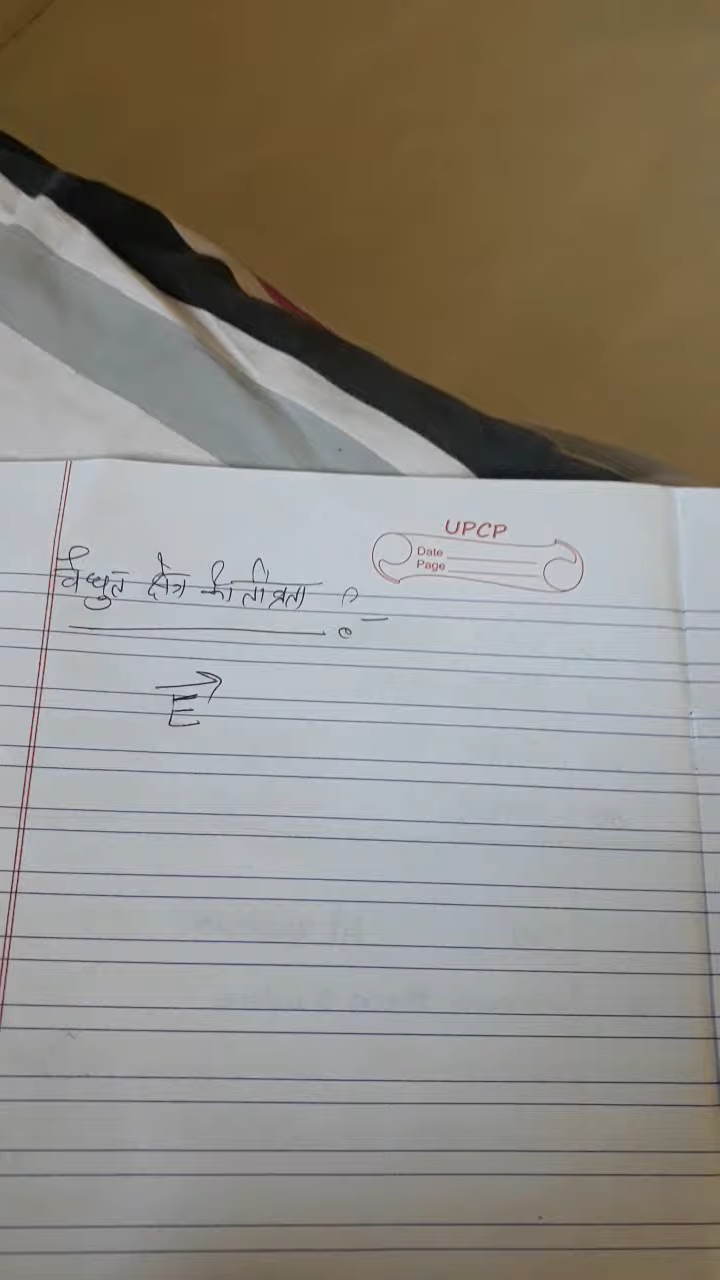 UPCP
Date
Page
विधुत क्षेत्र की तीव्रता :-
E→